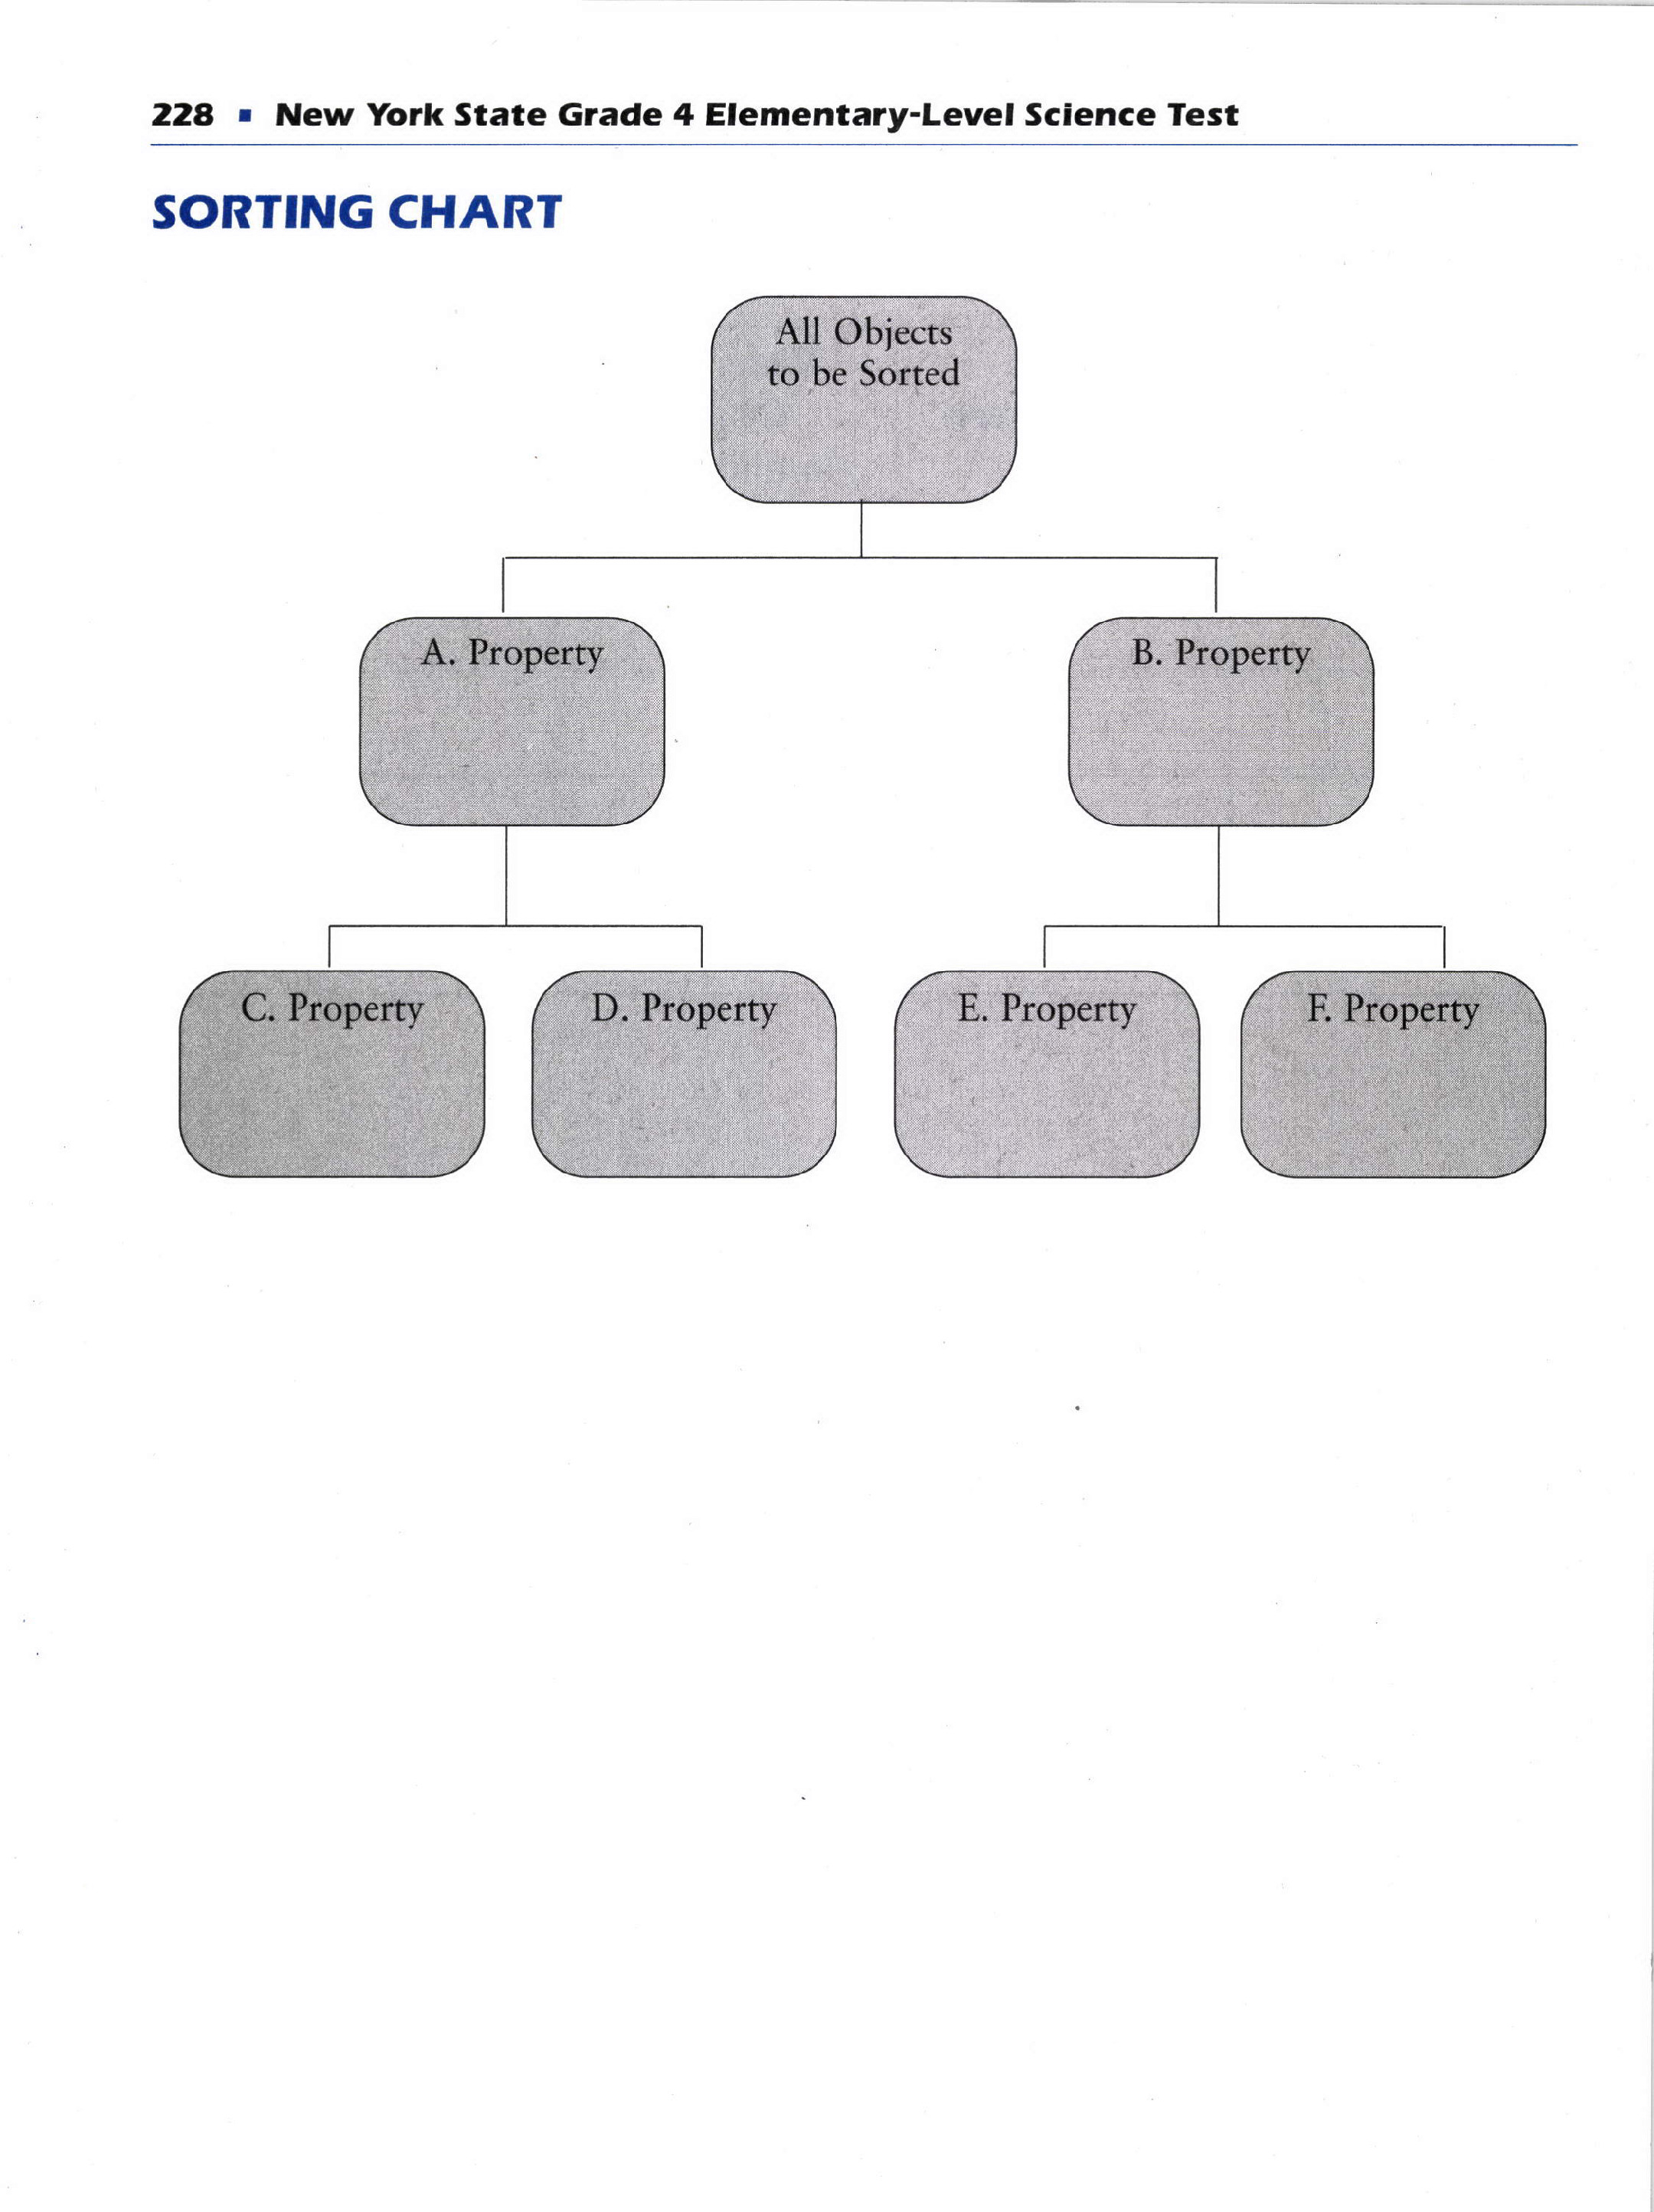 228 ▪ New York State Grade 4 Elementary-Level Science Test
SORTING CHART
All Objects
to be Sorted
A. Property
B. Property
C. Property
D. Property
E. Property
F. Property